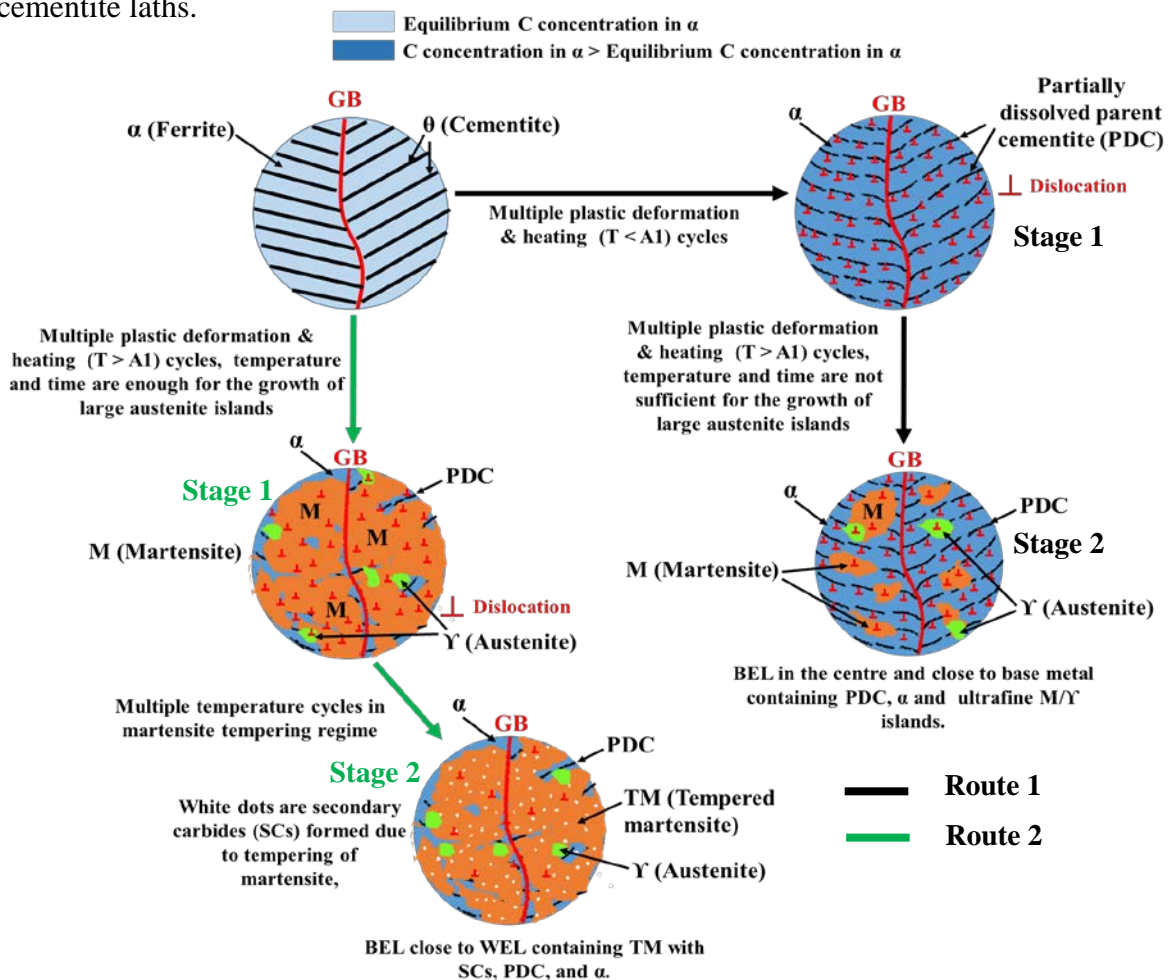 cementite laths.
Equilibrium C concentration in α
C concentration in α > Equilibrium C concentration in α
GB
α (Ferrite)
θ (Cementite)
Multiple plastic deformation
& heating (T < A1) cycles
GB
α
Partially
dissolved parent
cementite (PDC)
⊥ Dislocation
Stage 1
Multiple plastic deformation &
heating (T > A1) cycles, temperature
and time are enough for the growth of
large austenite islands
Multiple plastic deformation
& heating (T > A1) cycles,
temperature and time are not
sufficient for the growth of
large austenite islands
α
GB
PDC
Stage 1
M
M
M (Martensite)
M
⊥ Dislocation
ϒ (Austenite)
GB
α
M
PDC
Stage 2
M (Martensite)
ϒ (Austenite)
BEL in the centre and close to base metal
containing PDC, α and ultrafine M/ϒ
islands.
Multiple temperature cycles in
martensite tempering regime
α
GB
PDC
Stage 2
White dots are secondary
carbides (SCs) formed due
to tempering of
martensite,
TM (Tempered
martensite)
ϒ (Austenite)
BEL close to WEL containing TM with
SCs, PDC, and α.
Route 1
Route 2